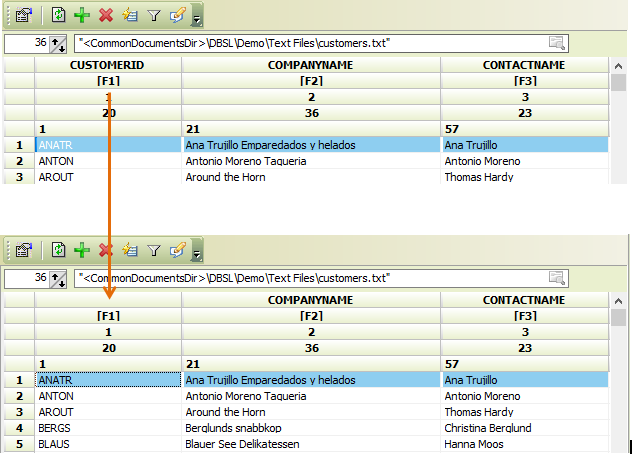 36 "<CommonDocumentsDir>\DBSL\Demo\Text Files\customers.txt"
CUSTOMERID COMPANYNAME CONTACTNAME
[F1] [F2] [F3]
1 2 3
20 36 23
1 21 57
1 ANATR Ana Trujillo Emparedados y helados Ana Trujillo
2 ANTON Antonio Moreno Taqueria Antonio Moreno
3 AROUT Around the Horn Thomas Hardy
36 "<CommonDocumentsDir>\DBSL\Demo\Text Files\customers.txt"
COMPANYNAME CONTACTNAME
[F1] [F2] [F3]
1 2 3
20 36 23
1 21 57
1 ANATR Ana Trujillo Emparedados y helados Ana Trujillo
2 ANTON Antonio Moreno Taqueria Antonio Moreno
3 AROUT Around the Horn Thomas Hardy
4 BERGS Berglunds snabbkop Christina Berglund
5 BLAUS Blauer See Delikatessen Hanna Moos